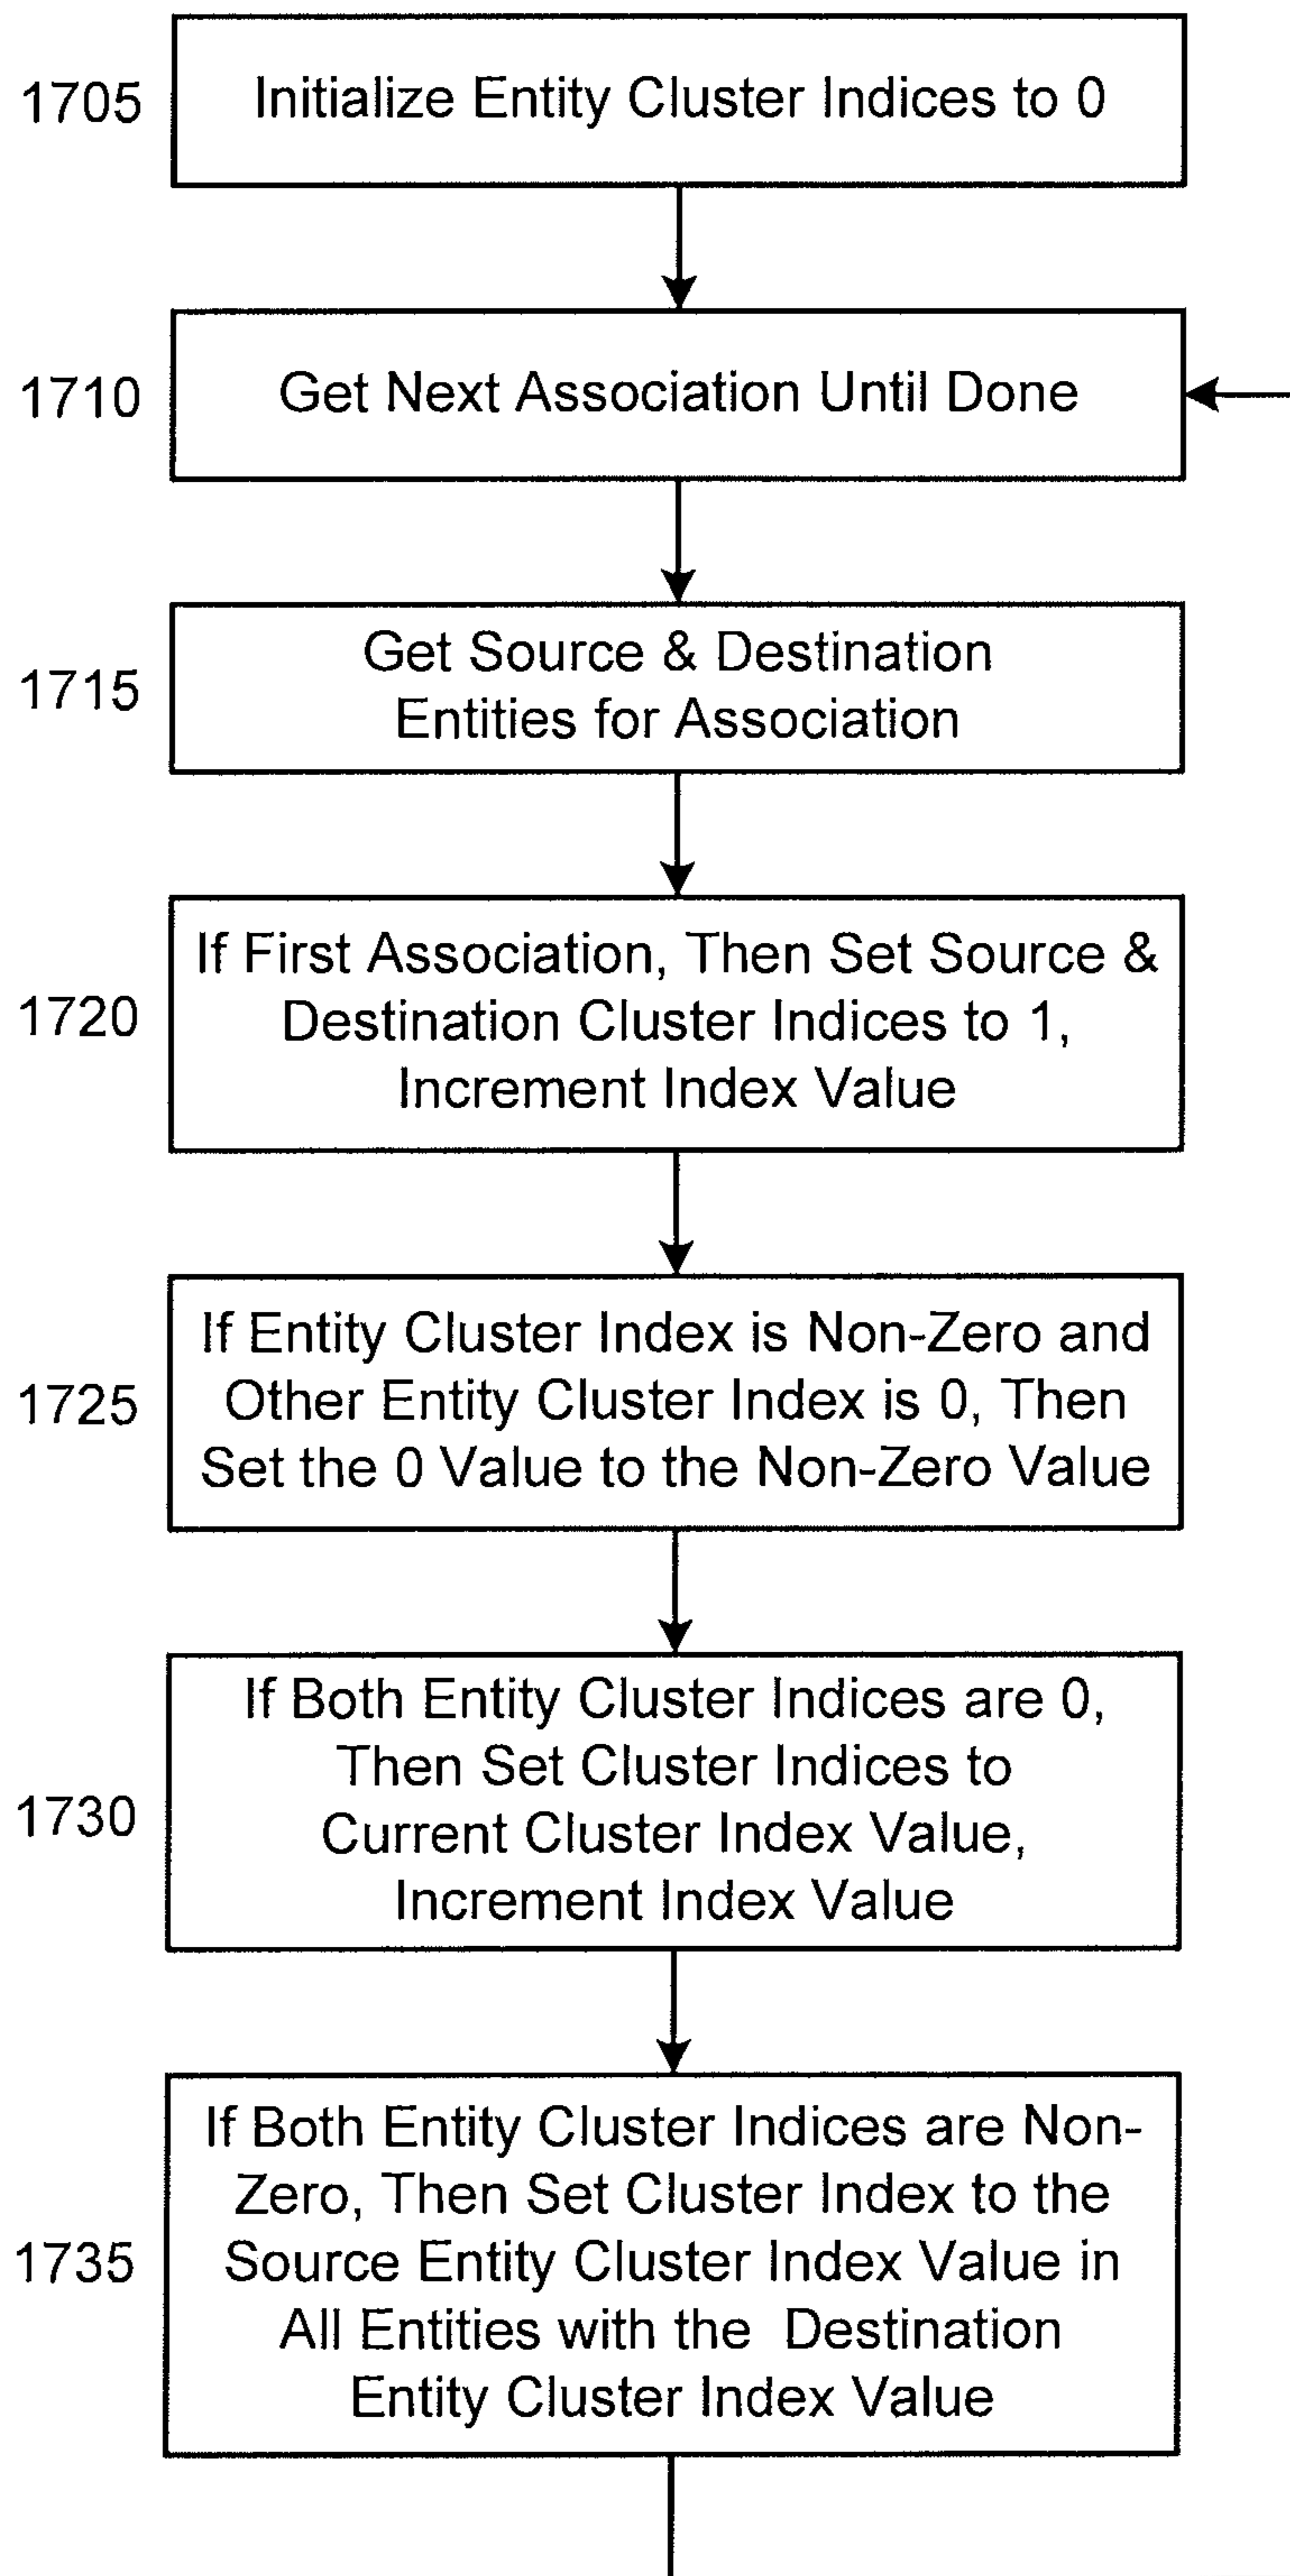 1705
Initialize Entity Cluster Indices to 0
1710
Get Next Association Until Done
1715
Get Source & Destination
Entities for Association
1720
If First Association, Then Set Source &
Destination Cluster Indices to 1,
Increment Index Value
1725
If Entity Cluster Index is Non-Zero and
Other Entity Cluster Index is 0, Then
Set the 0 Value to the Non-Zero Value
1730
If Both Entity Cluster Indices are 0,
Then Set Cluster Indices to
Current Cluster Index Value,
Increment Index Value
1735
If Both Entity Cluster Indices are Non-
Zero, Then Set Cluster Index to the
Source Entity Cluster Index Value in
All Entities with the Destination
Entity Cluster Index Value